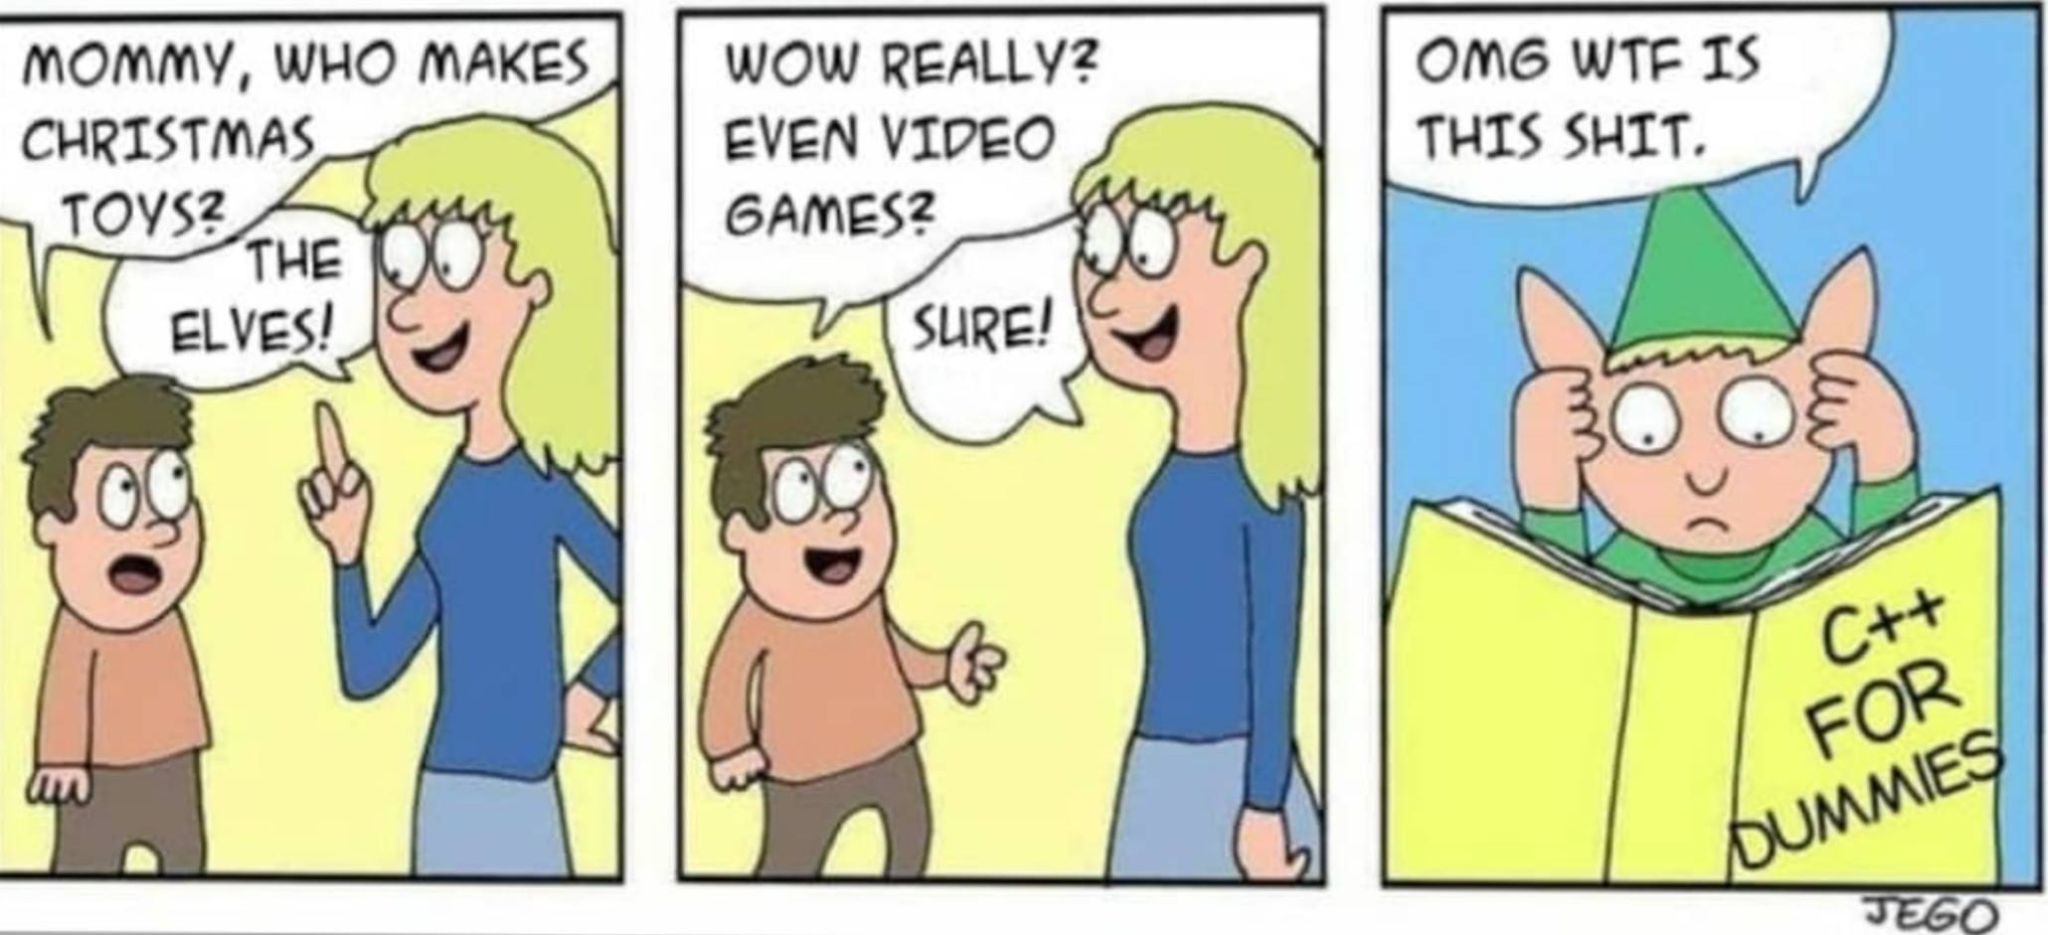 MOMMY, WHO MAKES
CHRISTMAS
TOYS?
THE
ELVES!
WOW REALLY?
EVEN VIDEO
GAMES?
SURE!
OMG WTF IS
THIS SHIT.
C++
FOR
DUMMIES
JEGO